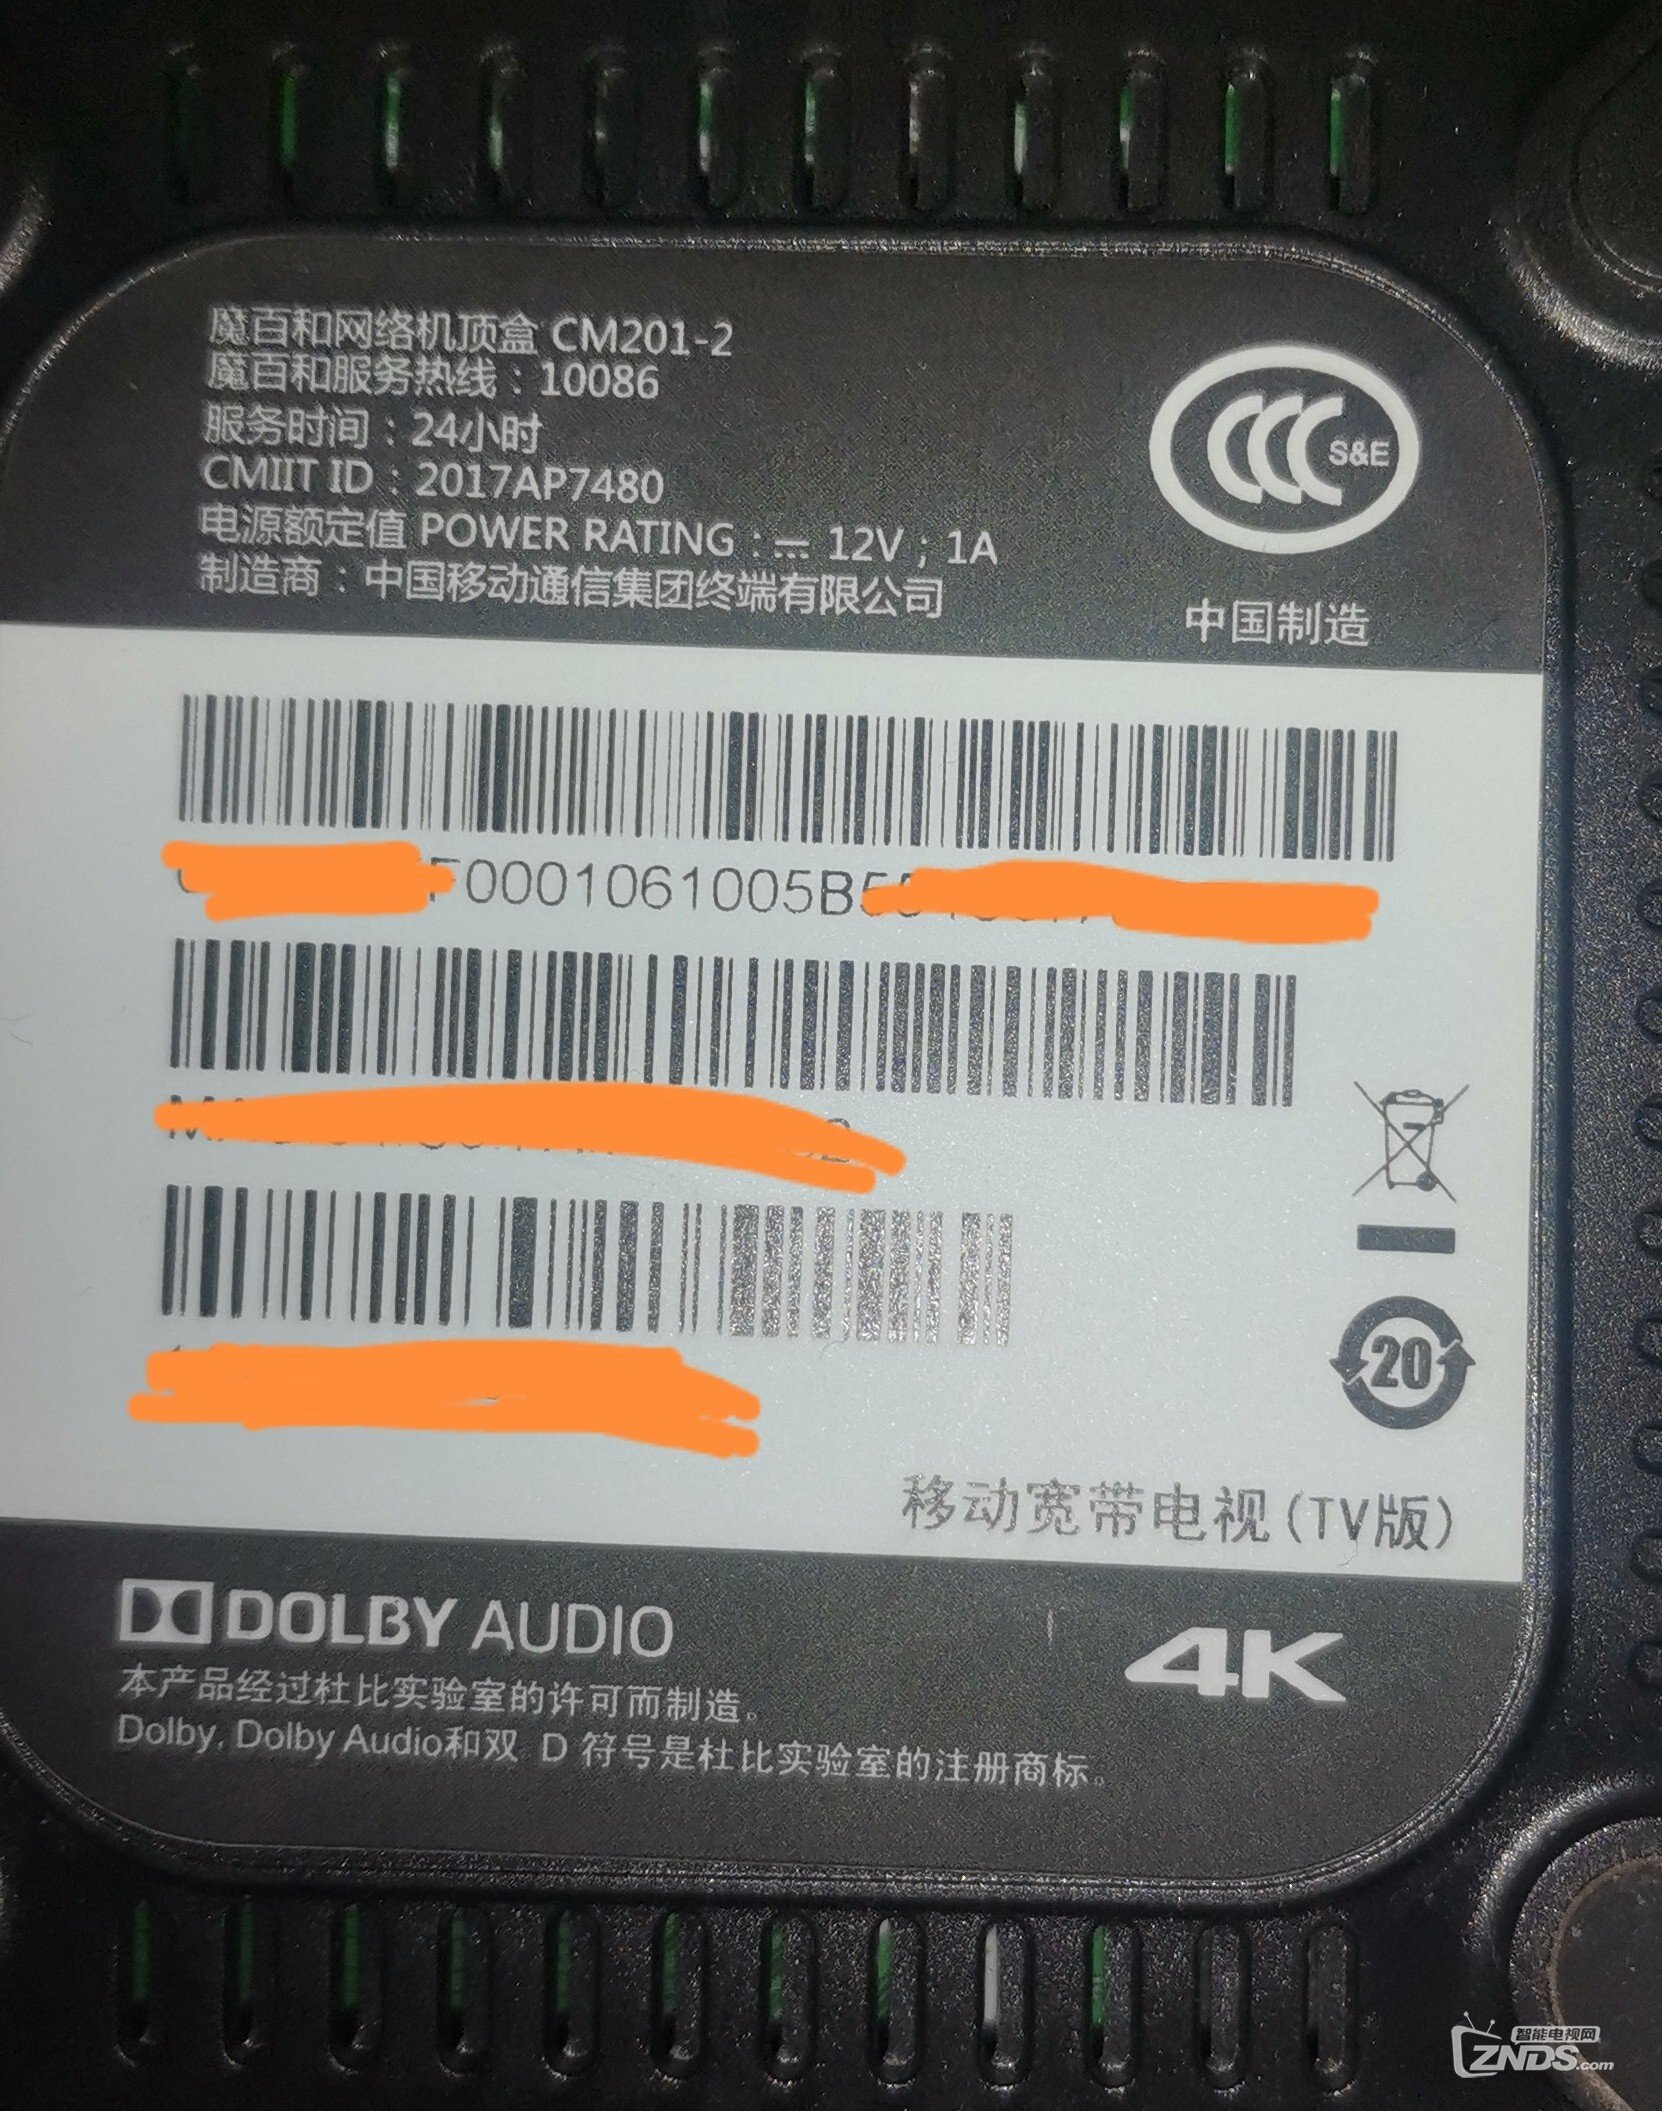 魔百和网络机顶盒 CM201-2
魔百和服务热线：10086
服务时间：24小时
CMIIT ID：2017AP7480
电源额定值 POWER RATING : ⎓ 12V；1A
制造商：中国移动通信集团终端有限公司
CCC S&E
中国制造
F0001061005B
20
移动宽带电视(TV版)
DOLBY AUDIO
4K
本产品经过杜比实验室的许可而制造。
Dolby, Dolby Audio和双 D 符号是杜比实验室的注册商标。
智能电视网
ZNDS.com